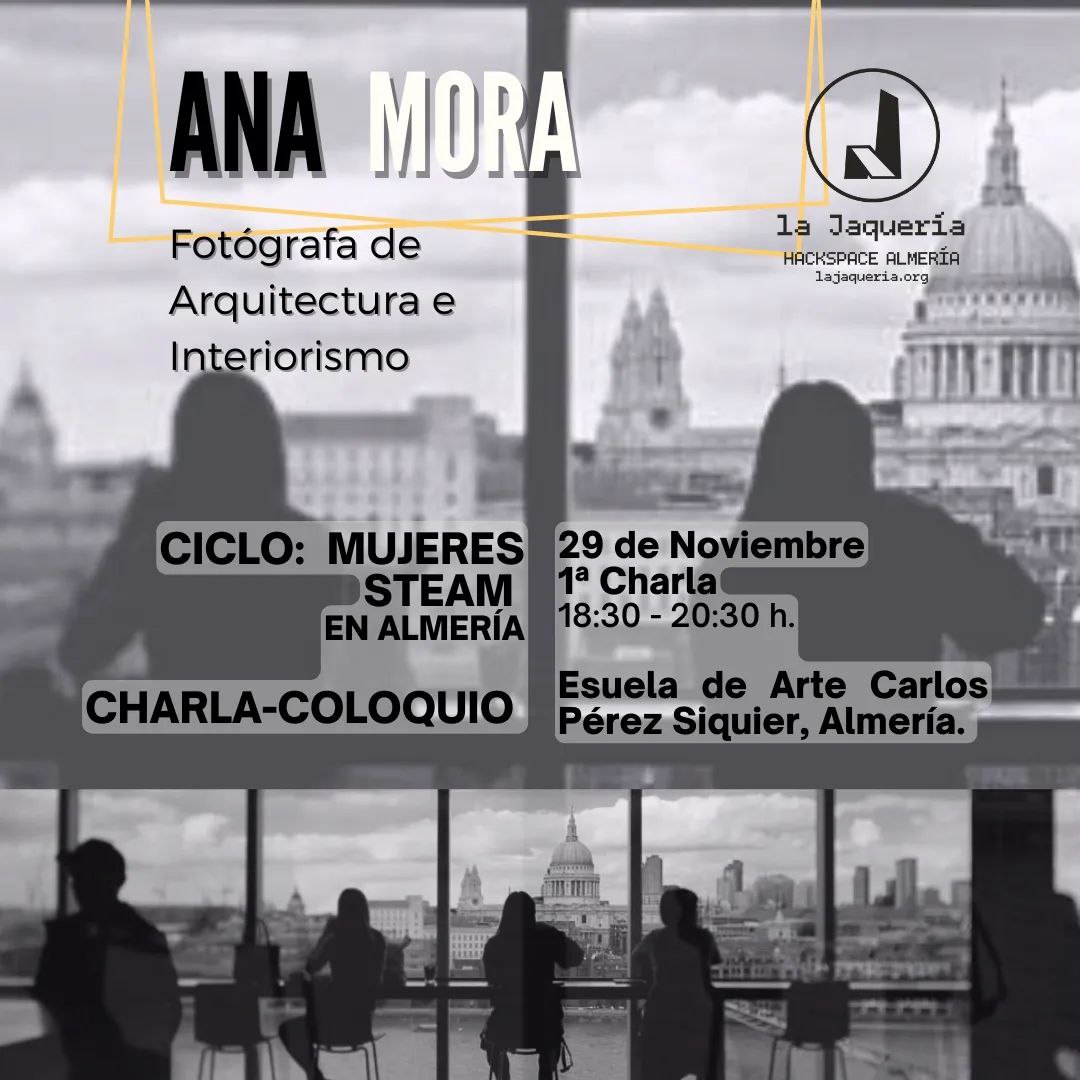 ANA MORA
Fotógrafa de
Arquitectura e
Interiorismo
la Jaquería
HACKSPACE ALMERÍA
lajaqueria.org
CICLO: MUJERES
STEAM
EN ALMERÍA
CHARLA-COLOQUIO
29 de Noviembre
1ª Charla
18:30 - 20:30 h.
Esuela de Arte Carlos
Pérez Siquier, Almería.